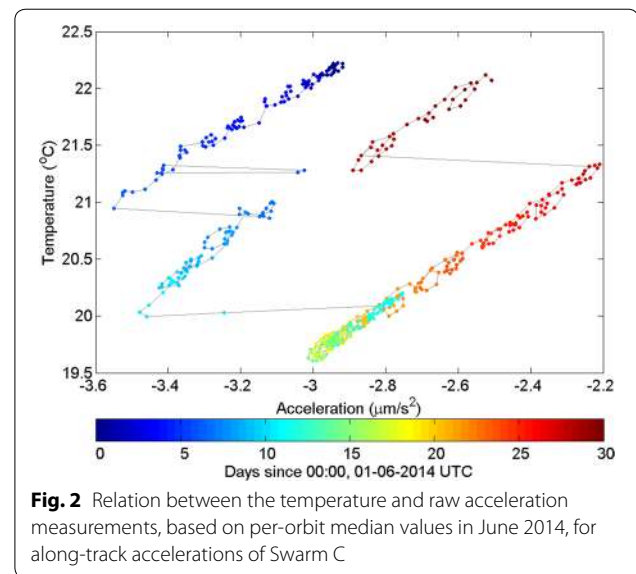 22.5
22
21.5
21
20.5
20
19.5
Temperature (°C)
-3.6 -3.4 -3.2 -3 -2.8 -2.6 -2.4 -2.2
Acceleration (μm/s²)
0 5 10 15 20 25 30
Days since 00:00, 01-06-2014 UTC
Fig. 2 Relation between the temperature and raw acceleration
measurements, based on per-orbit median values in June 2014, for
along-track accelerations of Swarm C